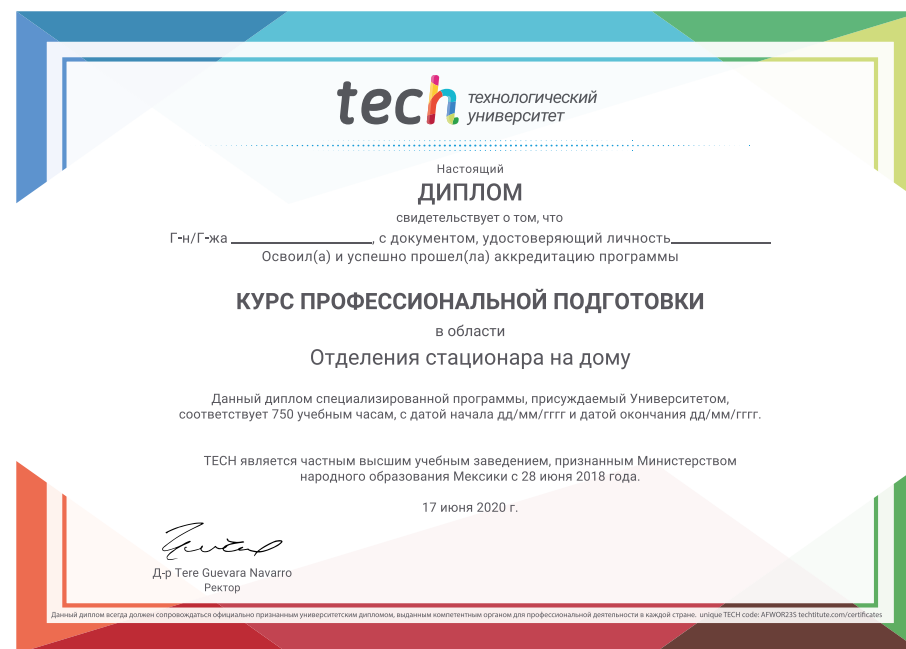 tech технологический
университет
Настоящий
ДИПЛОМ
свидетельствует о том, что
Г-н/Г-жа ____________, с документом, удостоверяющий личность____________
Освоил(а) и успешно прошел(ла) аккредитацию программы
КУРС ПРОФЕССИОНАЛЬНОЙ ПОДГОТОВКИ
в области
Отделения стационара на дому
Данный диплом специализированной программы, присуждаемый Университетом,
соответствует 750 учебным часам, с датой начала дд/мм/гггг и датой окончания дд/мм/гггг.
TECH является частным высшим учебным заведением, признанным Министерством
народного образования Мексики с 28 июня 2018 года.
17 июня 2020 г.
Д-р Tere Guevara Navarro
Ректор
Данный диплом всегда должен сопровождаться официально признанным университетским дипломом, выданным компетентным органом для профессиональной деятельности в каждой стране. unique TECH code: AFWOR23S techtitute.com/certificates